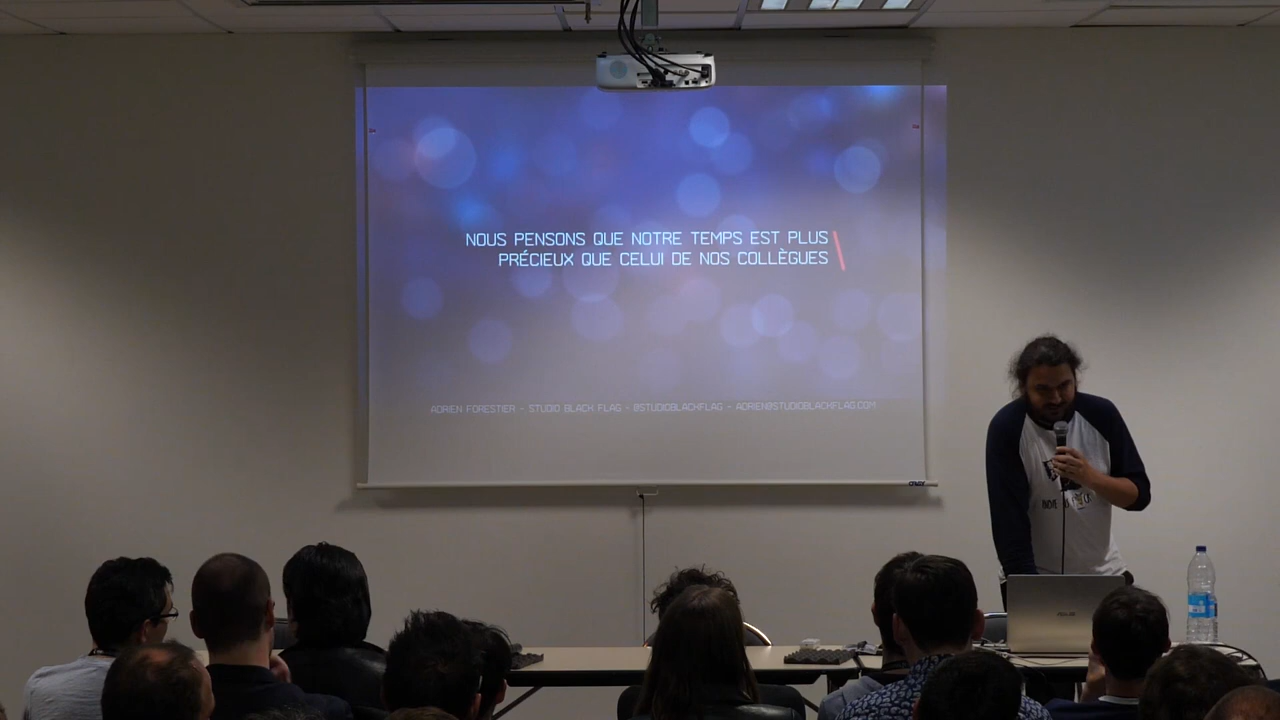 NOUS PENSONS QUE NOTRE TEMPS EST PLUS
PRÉCIEUX QUE CELUI DE NOS COLLÈGUES
ADRIEN FORESTIER - STUDIO BLACK FLAG - @STUDIOBLACKFLAG - ADRIEN@STUDIOBLACKFLAG.COM
ASUS